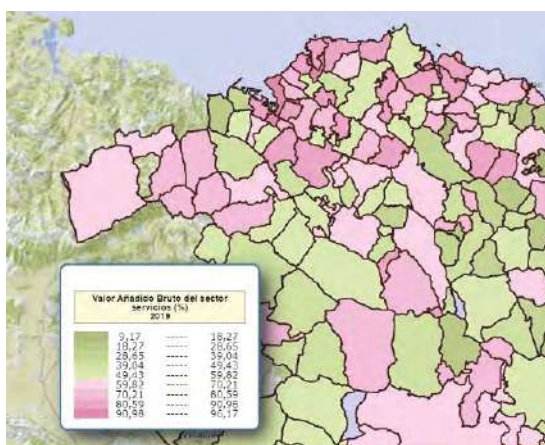 Valor Añadido Bruto del sector
servicios (%)
2019
9,17 ----- 18,27
18,27 ----- 28,65
28,65 ----- 39,04
39,04 ----- 49,43
49,43 ----- 59,82
59,82 ----- 70,21
70,21 ----- 80,59
80,59 ----- 90,98
90,98 ----- 96,17